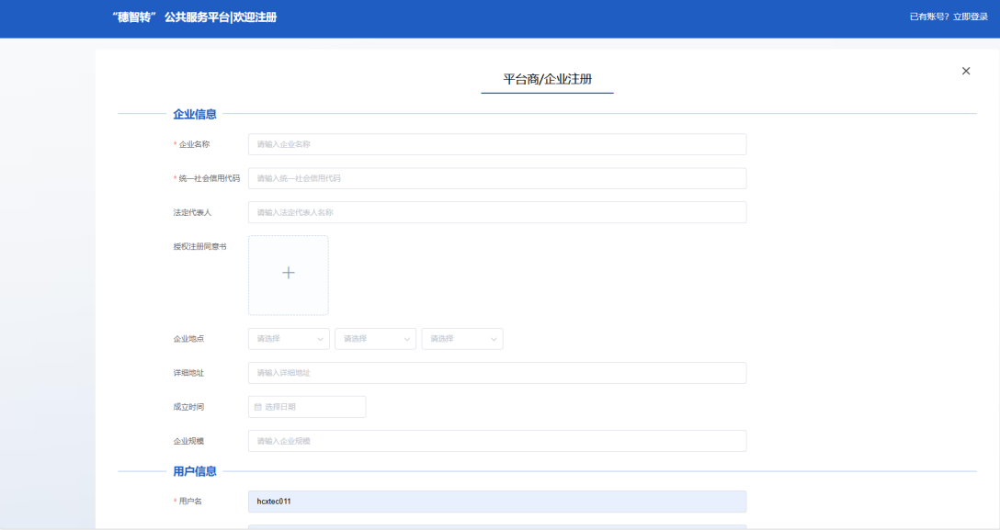 “穗智转” 公共服务平台|欢迎注册
已有账号？立即登录
平台商/企业注册
企业信息
* 企业名称 请输入企业名称
* 统一社会信用代码 请输入统一社会信用代码
法定代表人 请输入法定代表人名称
授权注册同意书
企业地点 请选择 请选择 请选择
详细地址 请输入详细地址
成立时间 选择日期
企业规模 请输入企业规模
用户信息
* 用户名 hcxtec011